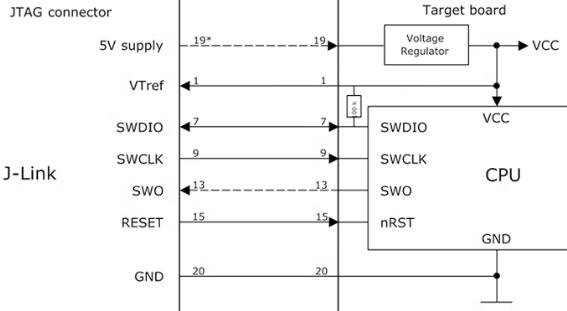 JTAG connector
Target board
5V supply 19* 19 Voltage Regulator VCC
VTref 1 1
100 k
VCC
SWDIO 7 7 SWDIO
SWCLK 9 9 SWCLK
J-Link
CPU
SWO 13 13 SWO
RESET 15 15 nRST
GND
GND 20 20